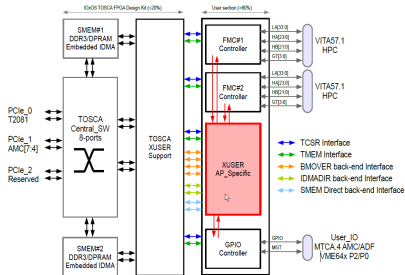 IOxOS TOSCA FPGA Design Kit (<20%)
User section (>80%)
SMEM#1
DDR3/DPRAM
Embedded IDMA
FMC#1
Controller
LA[33:0]
HA[23:0]
HB[21:0]
GT[3:0]
VITA57.1
HPC
FMC#2
Controller
LA[33:0]
HA[23:0]
HB[21:0]
GT[3:8]
VITA57.1
HPC
PCIe_0
T2081
PCIe_1
AMC[7:4]
PCIe_2
Reserved
TOSCA
Central_SW
8-ports
TOSCA
XUSER
Support
XUSER
AP_Specific
TCSR Interface
TMEM Interface
BMOVER back-end Interface
IDMADIR back-end Interface
SMEM Direct back-end Interface
SMEM#2
DDR3/DPRAM
Embedded IDMA
GPIO
Controller
GPIO
MGT
User_IO
MTCA.4 AMC/ADF
VME64x P2/P0